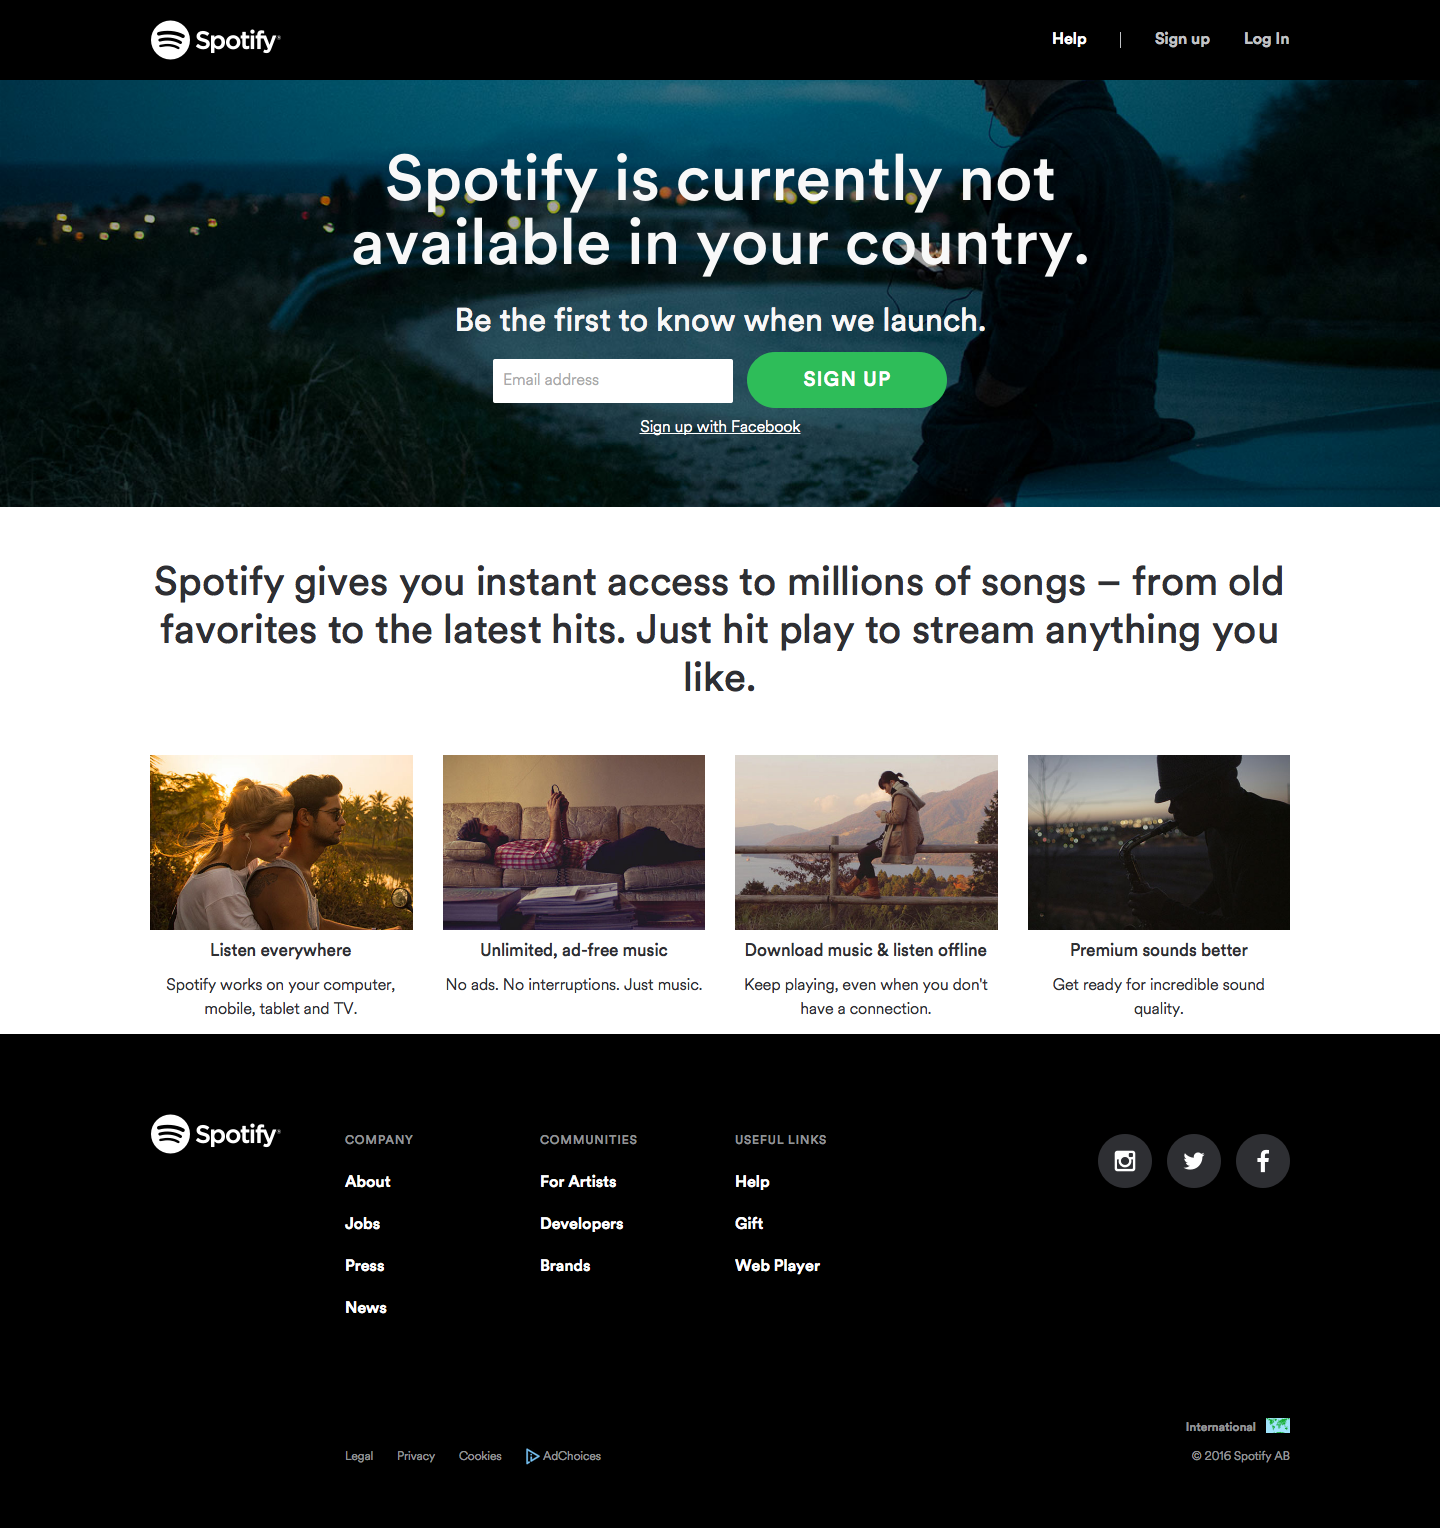 Spotify®
Help
Sign up
Log In
Spotify is currently not
available in your country.
Be the first to know when we launch.
Email address
SIGN UP
Sign up with Facebook
Spotify gives you instant access to millions of songs – from old
favorites to the latest hits. Just hit play to stream anything you
like.
Listen everywhere
Spotify works on your computer,
mobile, tablet and TV.
Unlimited, ad-free music
No ads. No interruptions. Just music.
Download music & listen offline
Keep playing, even when you don't
have a connection.
Premium sounds better
Get ready for incredible sound
quality.
Spotify®
COMPANY
About
Jobs
Press
News
COMMUNITIES
For Artists
Developers
Brands
USEFUL LINKS
Help
Gift
Web Player
International
Legal
Privacy
Cookies
AdChoices
© 2016 Spotify AB